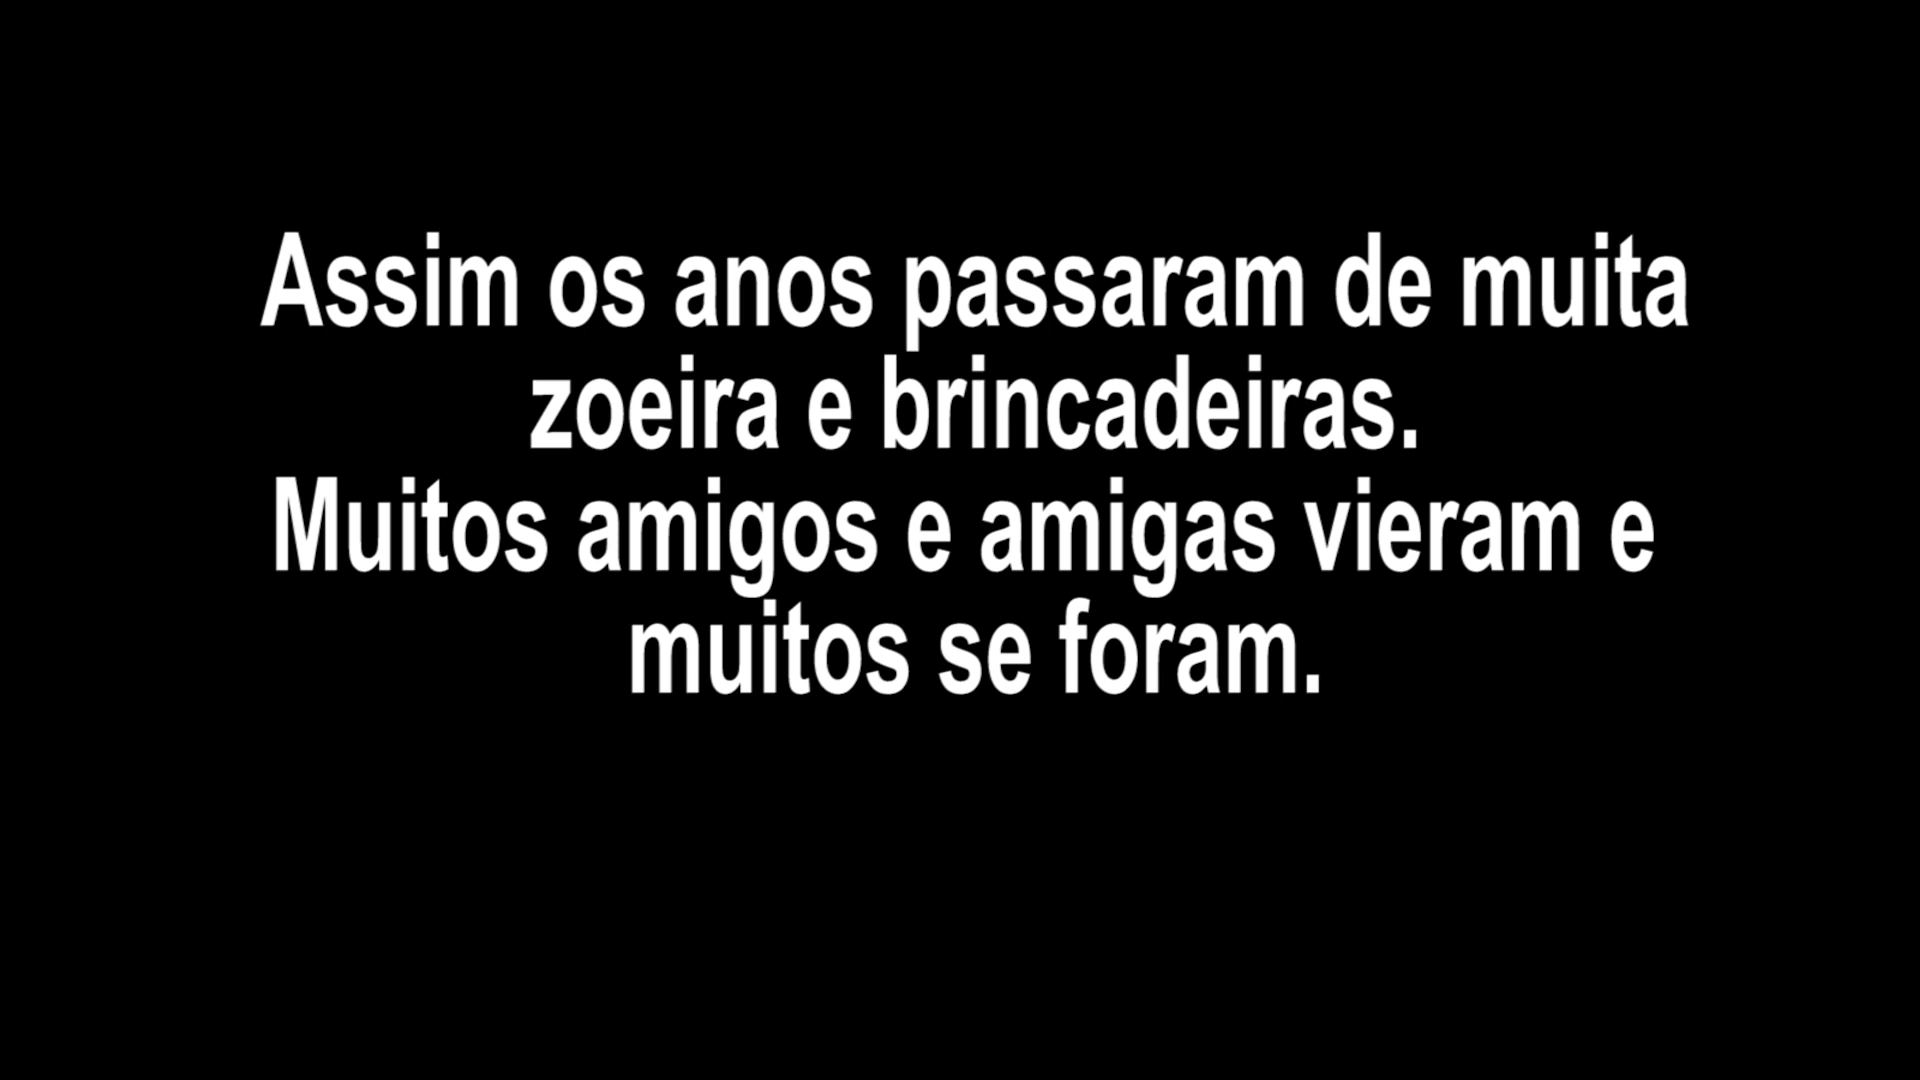 Assim os anos passaram de muita
zoeira e brincadeiras.
Muitos amigos e amigas vieram e
muitos se foram.